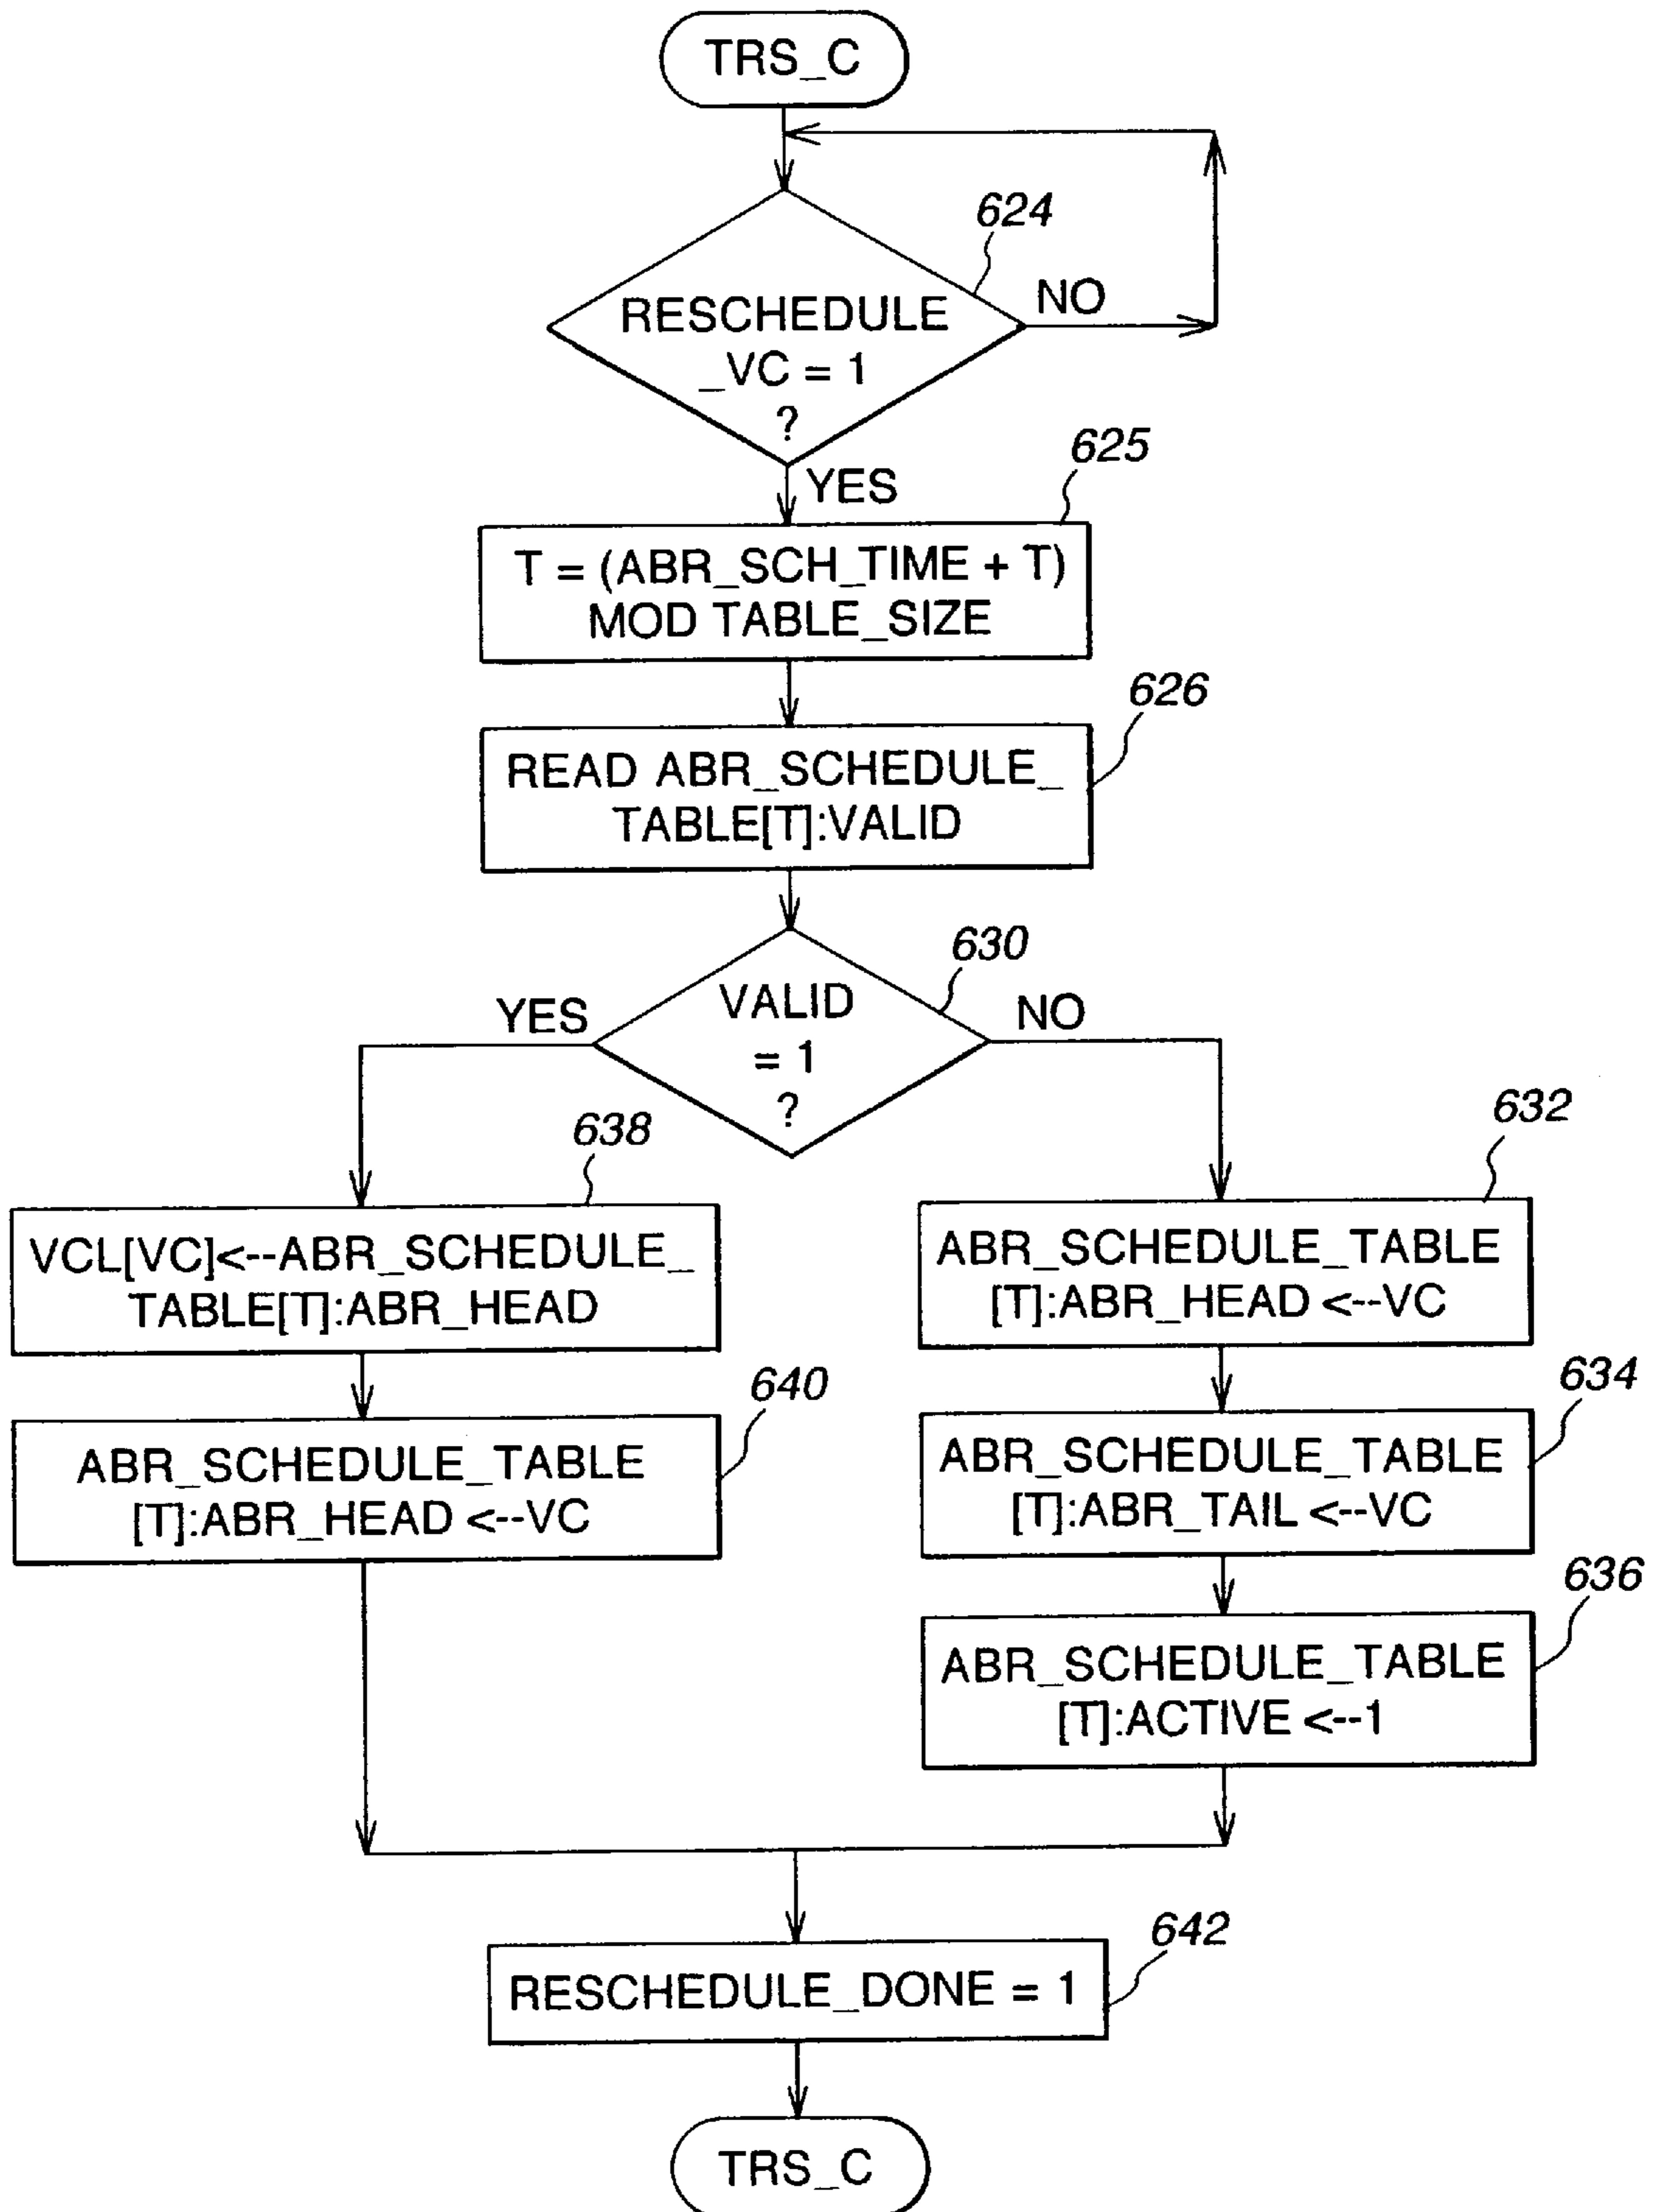 TRS_C
624
NO
RESCHEDULE
_VC = 1
?
YES
625
T = (ABR_SCH_TIME + T)
MOD TABLE_SIZE
626
READ ABR_SCHEDULE_
TABLE[T]:VALID
630
YES
VALID
= 1
?
NO
638
VCL[VC]<--ABR_SCHEDULE_
TABLE[T]:ABR_HEAD
640
ABR_SCHEDULE_TABLE
[T]:ABR_HEAD <--VC
632
ABR_SCHEDULE_TABLE
[T]:ABR_HEAD <--VC
634
ABR_SCHEDULE_TABLE
[T]:ABR_TAIL <--VC
636
ABR_SCHEDULE_TABLE
[T]:ACTIVE <--1
642
RESCHEDULE_DONE = 1
TRS_C